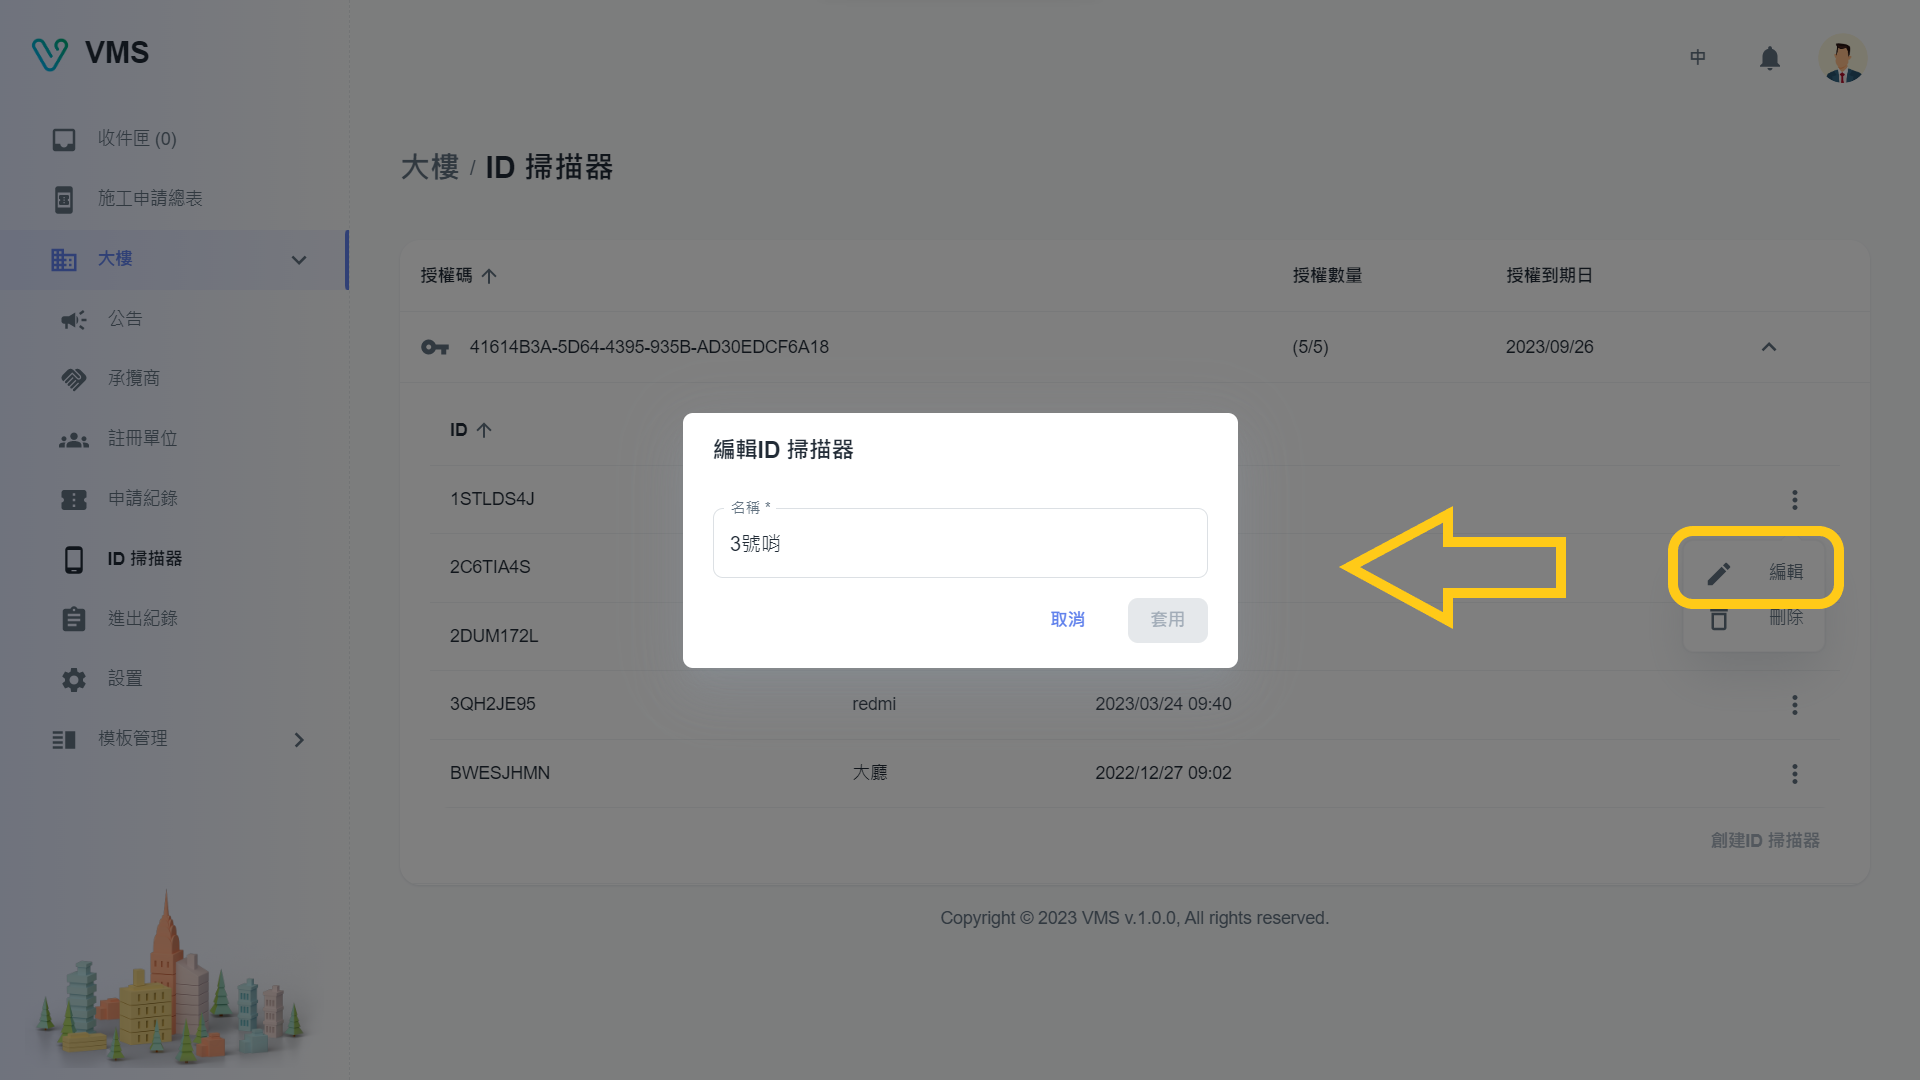 VMS
中
收件匣 (0)
施工申請總表
大樓
公告
承攬商
註冊單位
申請紀錄
ID 掃描器
進出紀錄
設置
模板管理
大樓 / ID 掃描器
授權碼 授權數量 授權到期日
41614B3A-5D64-4395-935B-AD30EDCF6A18 (5/5) 2023/09/26
ID
1STLDS4J
2C6TIA4S
2DUM172L
3QH2JE95 redmi 2023/03/24 09:40
BWESJHMN 大廳 2022/12/27 09:02
創建ID 掃描器
編輯ID 掃描器
名稱 *
3號哨
取消 套用
編輯
刪除
Copyright © 2023 VMS v.1.0.0, All rights reserved.